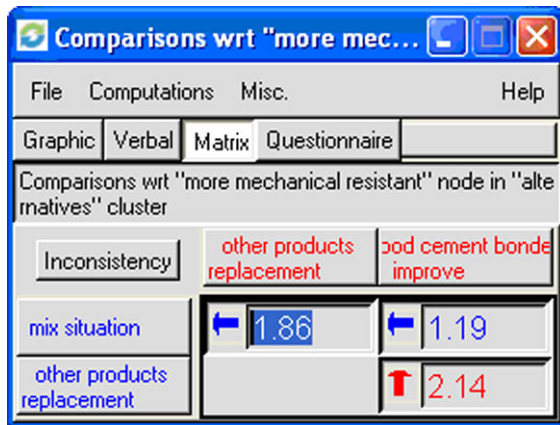 Comparisons wrt "more mec...
File Computations Misc. Help
Graphic Verbal Matrix Questionnaire
Comparisons wrt "more mechanical resistant" node in "alte
rnatives" cluster
Inconsistency
other products
replacement
cement bonde
improve
mix situation
1.86
1.19
other products
replacement
2.14